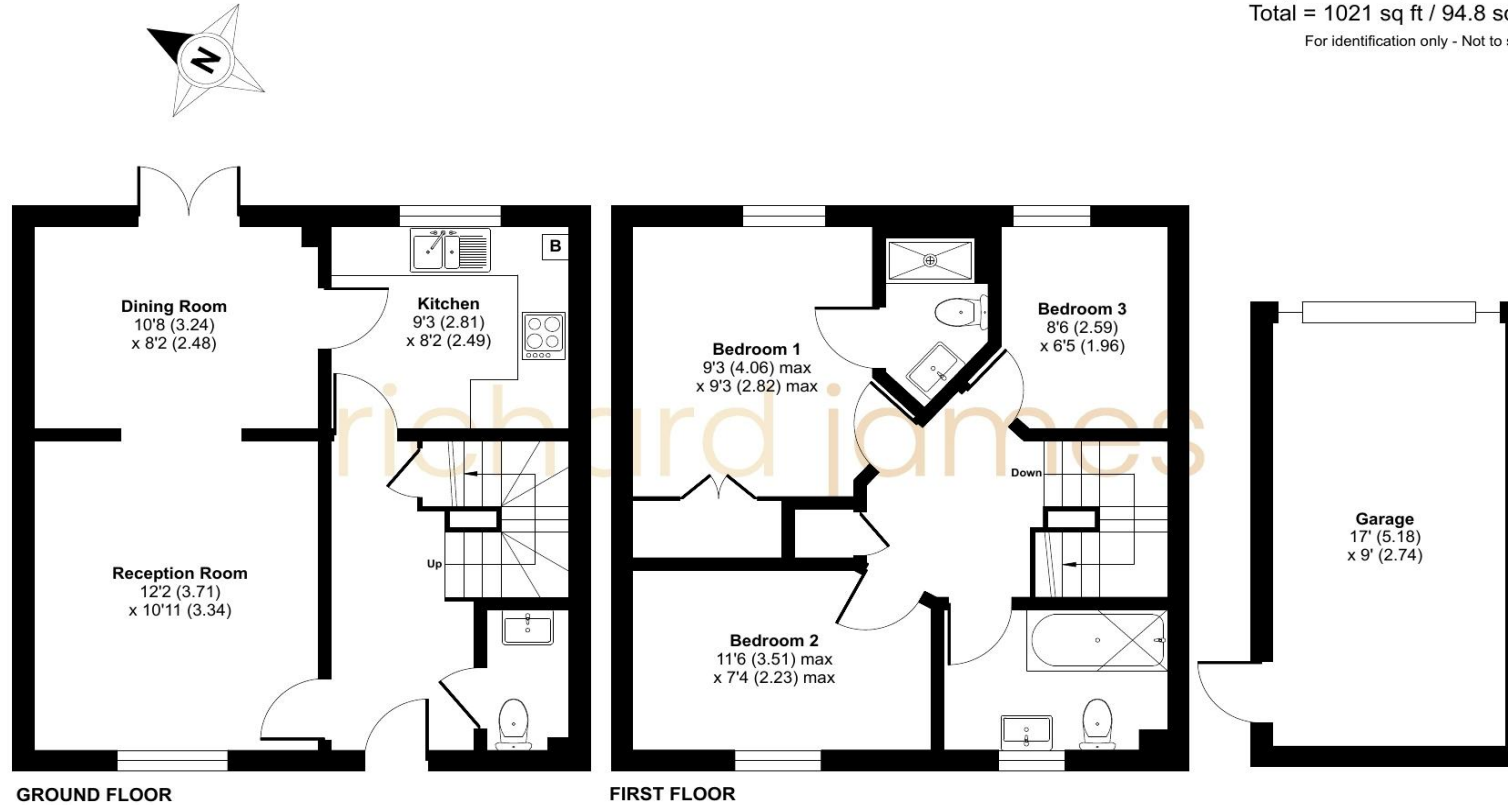 Total = 1021 sq ft / 94.8
For identification only - Not to
N
Dining Room
10'8 (3.24)
x 8'2 (2.48)
Kitchen
9'3 (2.81)
x 8'2 (2.49)
B
Reception Room
12'2 (3.71)
x 10'11 (3.34)
Up
GROUND FLOOR
Bedroom 1
9'3 (4.06) max
x 9'3 (2.82) max
Bedroom 3
8'6 (2.59)
x 6'5 (1.96)
Down
Bedroom 2
11'6 (3.51) max
x 7'4 (2.23) max
FIRST FLOOR
Garage
17' (5.18)
x 9' (2.74)
richard james